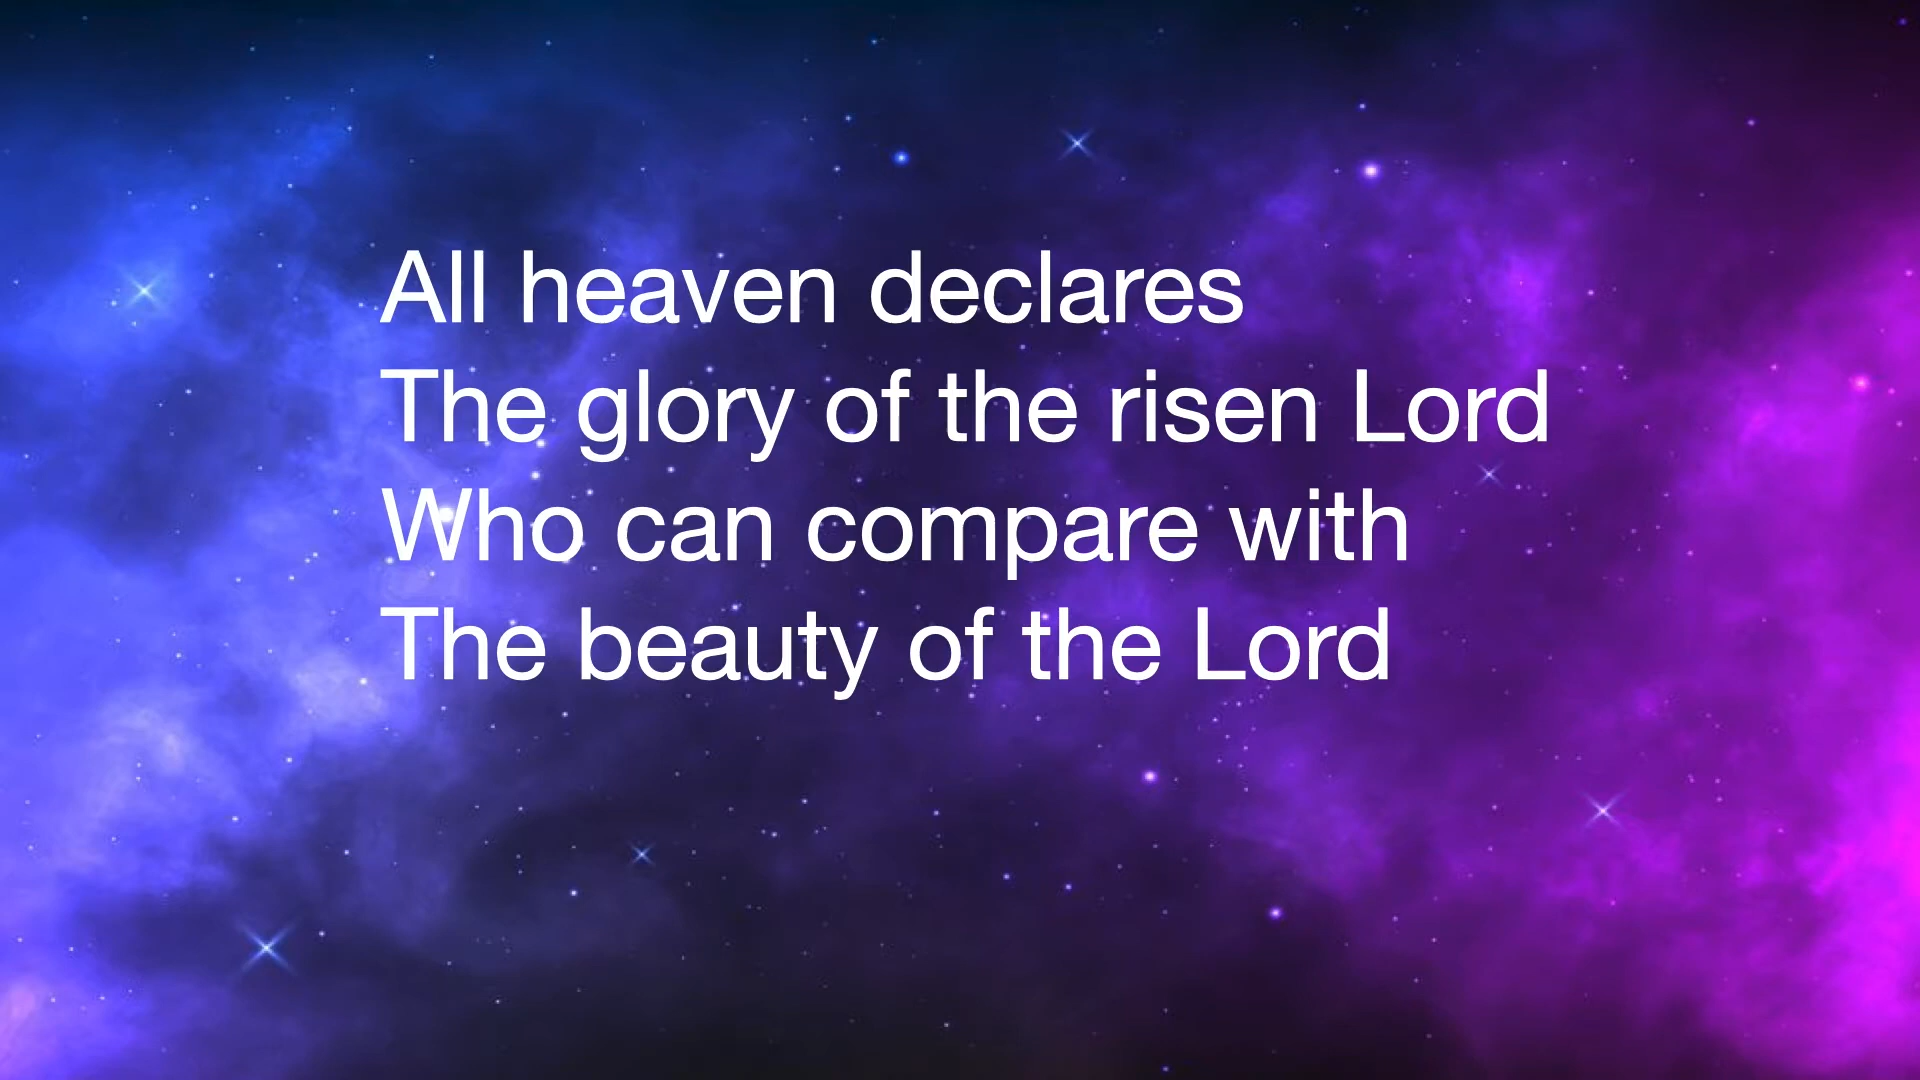 All heaven declares
The glory of the risen Lord
Who can compare with
The beauty of the Lord